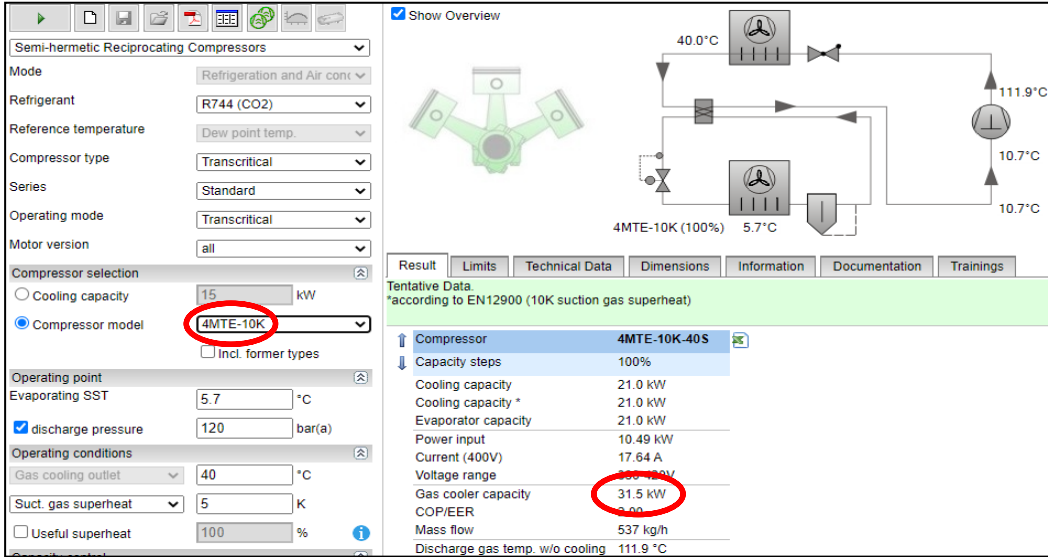 Semi-hermetic Reciprocating Compressors
Mode
Refrigeration and Air conc
Refrigerant
R744 (CO2)
Reference temperature
Dew point temp.
Compressor type
Transcritical
Series
Standard
Operating mode
Transcritical
Motor version
all
Compressor selection
Cooling capacity
15
kW
Compressor model
4MTE-10K
Incl. former types
Operating point
Evaporating SST
5.7
°C
discharge pressure
120
bar(a)
Operating conditions
Gas cooling outlet
40
°C
Suct. gas superheat
5
K
Useful superheat
100
%
Capacity control
Show Overview
40.0°C
111.9°C
10.7°C
10.7°C
4MTE-10K (100%) 5.7°C
Result Limits Technical Data Dimensions Information Documentation Trainings
Tentative Data.
*according to EN12900 (10K suction gas superheat)
Compressor 4MTE-10K-40S
Capacity steps 100%
Cooling capacity 21.0 kW
Cooling capacity * 21.0 kW
Evaporator capacity 21.0 kW
Power input 10.49 kW
Current (400V) 17.64 A
Voltage range 380-420V
Gas cooler capacity 31.5 kW
COP/EER 2.00
Mass flow 537 kg/h
Discharge gas temp. w/o cooling 111.9 °C